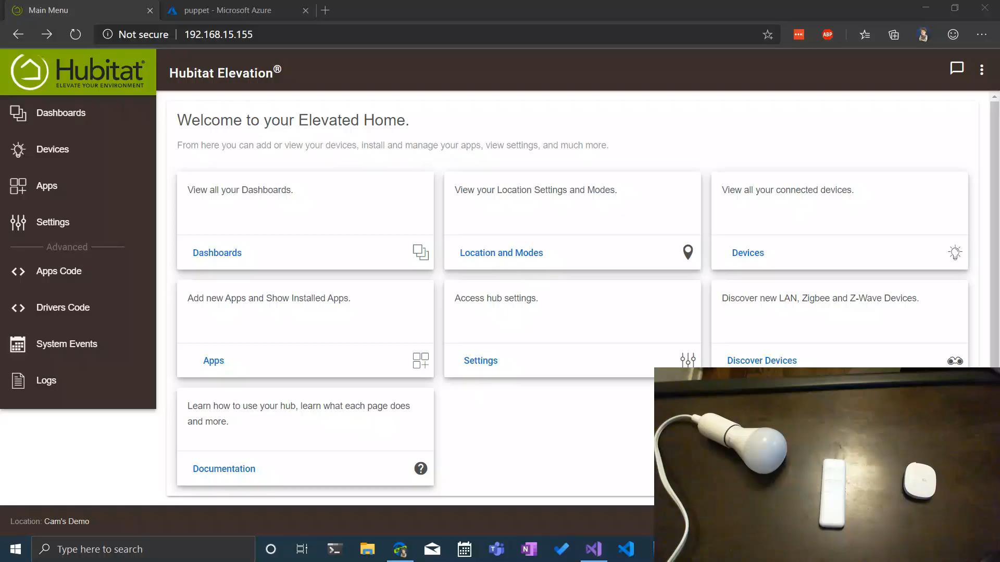 Main Menu
puppet - Microsoft Azure
Not secure
192.168.15.155
ABP
Hubitat®
ELEVATE YOUR ENVIRONMENT
Hubitat Elevation®
Dashboards
Devices
Apps
Settings
Advanced
Apps Code
Drivers Code
System Events
Logs
Welcome to your Elevated Home.
From here you can add or view your devices, install and manage your apps, view settings, and much more.
View all your Dashboards.
Dashboards
View your Location Settings and Modes.
Location and Modes
View all your connected devices.
Devices
Add new Apps and Show Installed Apps.
Apps
Access hub settings.
Settings
Discover new LAN, Zigbee and Z-Wave Devices.
Discover Devices
Learn how to use your hub, learn what each page does
and more.
Documentation
Location: Cam's Demo
Type here to search